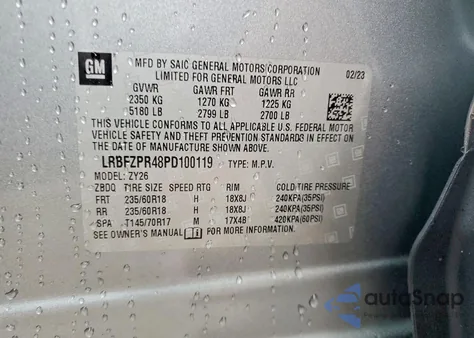 GM
MFD BY SAIC GENERAL MOTORS CORPORATION
LIMITED FOR GENERAL MOTORS LLC
02/23
GVWR GAWR FRT GAWR RR
2350 KG 1270 KG 1225 KG
5180 LB 2799 LB 2700 LB
THIS VEHICLE CONFORMS TO ALL APPLICABLE U.S. FEDERAL MOTOR
VEHICLE SAFETY AND THEFT PREVENTION STANDARDS IN EFFECT ON
THE DATE OF MANUFACTURE SHOWN ABOVE.
LRBFZPR48PD100119 TYPE: M.P.V.
MODEL: ZY26
ZBDQ TIRE SIZE SPEED RTG RIM COLD TIRE PRESSURE
FRT 235/60R18 H 18X8J 240KPA(35PSI)
RR 235/60R18 H 18X8J 240KPA(35PSI)
SPA T145/70R17 M 17X4B 420KPA(60PSI)
SEE OWNER'S MANUAL
autoSnap